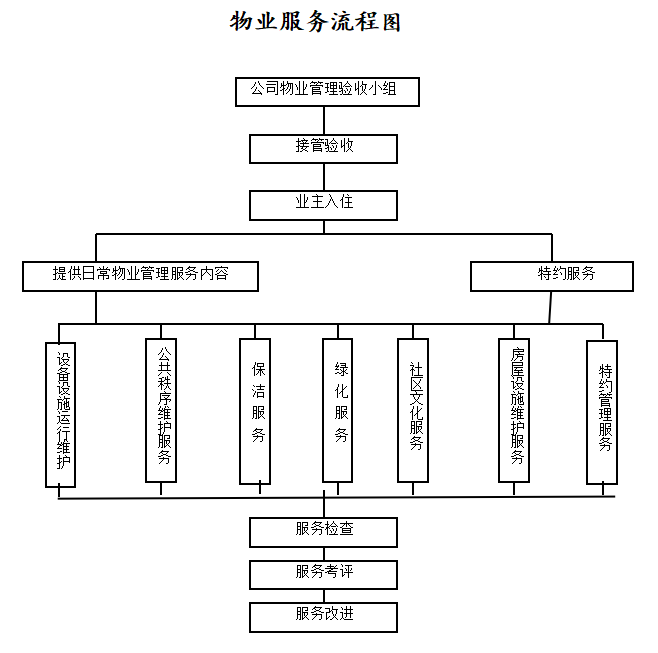 物业服务流程图
公司物业管理验收小组
接管验收
业主入住
提供日常物业管理服务内容
特约服务
设备设施运行维护
公共秩序维护服务
保洁服务
绿化服务
社区文化服务
房屋设施维护服务
特约管理服务
服务检查
服务考评
服务改进